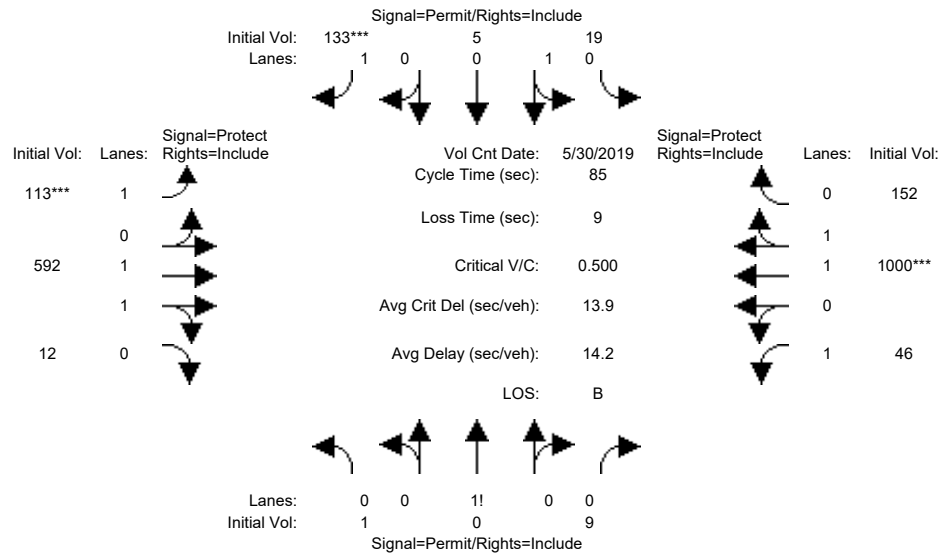 Signal=Permit/Rights=Include
Initial Vol: 133*** 5 19
Lanes: 1 0 0 1 0
Signal=Protect Signal=Protect
Initial Vol: Lanes: Rights=Include Vol Cnt Date: 5/30/2019 Rights=Include Lanes: Initial Vol:
Cycle Time (sec): 85
113*** 1 0 152
Loss Time (sec): 9
0 1
592 1 Critical V/C: 0.500 1 1000***
1 Avg Crit Del (sec/veh): 13.9 0
12 0 Avg Delay (sec/veh): 14.2 1 46
LOS: B
Lanes: 0 0 1! 0 0
Initial Vol: 1 0 9
Signal=Permit/Rights=Include